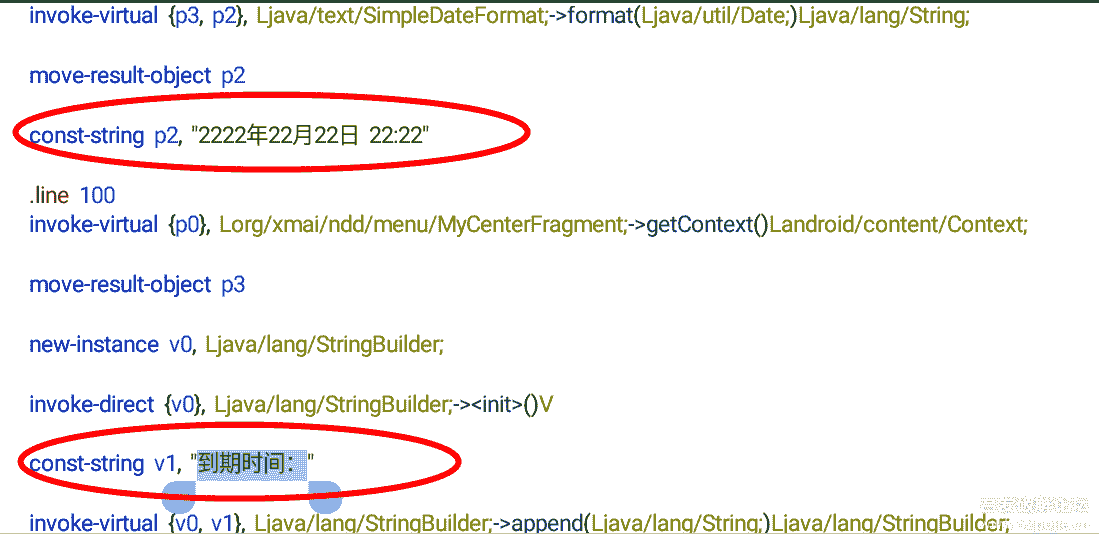 invoke-virtual {p3, p2}, Ljava/text/SimpleDateFormat;->format(Ljava/util/Date;)Ljava/lang/String;
move-result-object p2
const-string p2, "2222年22月22日 22:22"
.line 100
invoke-virtual {p0}, Lorg/xmai/ndd/menu/MyCenterFragment;->getContext()Landroid/content/Context;
move-result-object p3
new-instance v0, Ljava/lang/StringBuilder;
invoke-direct {v0}, Ljava/lang/StringBuilder;-><init>()V
const-string v1, "到期时间："
invoke-virtual {v0, v1}, Ljava/lang/StringBuilder;->append(Ljava/lang/String;)Ljava/lang/StringBuilder;